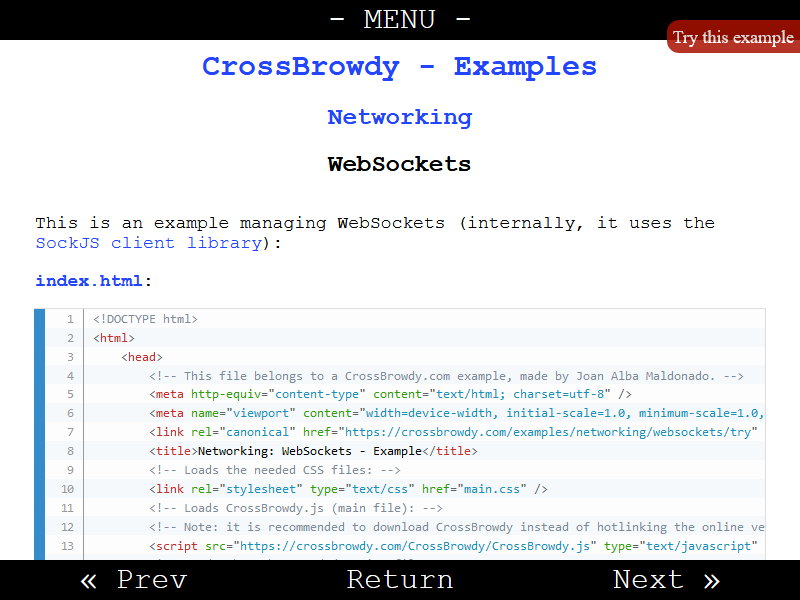 - MENU -
Try this example
CrossBrowdy - Examples
Networking
WebSockets
This is an example managing WebSockets (internally, it uses the
SockJS client library):
index.html:
1 <!DOCTYPE html>
2 <html>
3 <head>
4 <!-- This file belongs to a CrossBrowdy.com example, made by Joan Alba Maldonado. -->
5 <meta http-equiv="content-type" content="text/html; charset=utf-8" />
6 <meta name="viewport" content="width=device-width, initial-scale=1.0, minimum-scale=1.0,
7 <link rel="canonical" href="https://crossbrowdy.com/examples/networking/websockets/try"
8 <title>Networking: WebSockets - Example</title>
9 <!-- Loads the needed CSS files: -->
10 <link rel="stylesheet" type="text/css" href="main.css" />
11 <!-- Loads CrossBrowdy.js (main file): -->
12 <!-- Note: it is recommended to download CrossBrowdy instead of hotlinking the online ve
13 <script src="https://crossbrowdy.com/CrossBrowdy/CrossBrowdy.js" type="text/javascript"
« Prev
Return
Next »